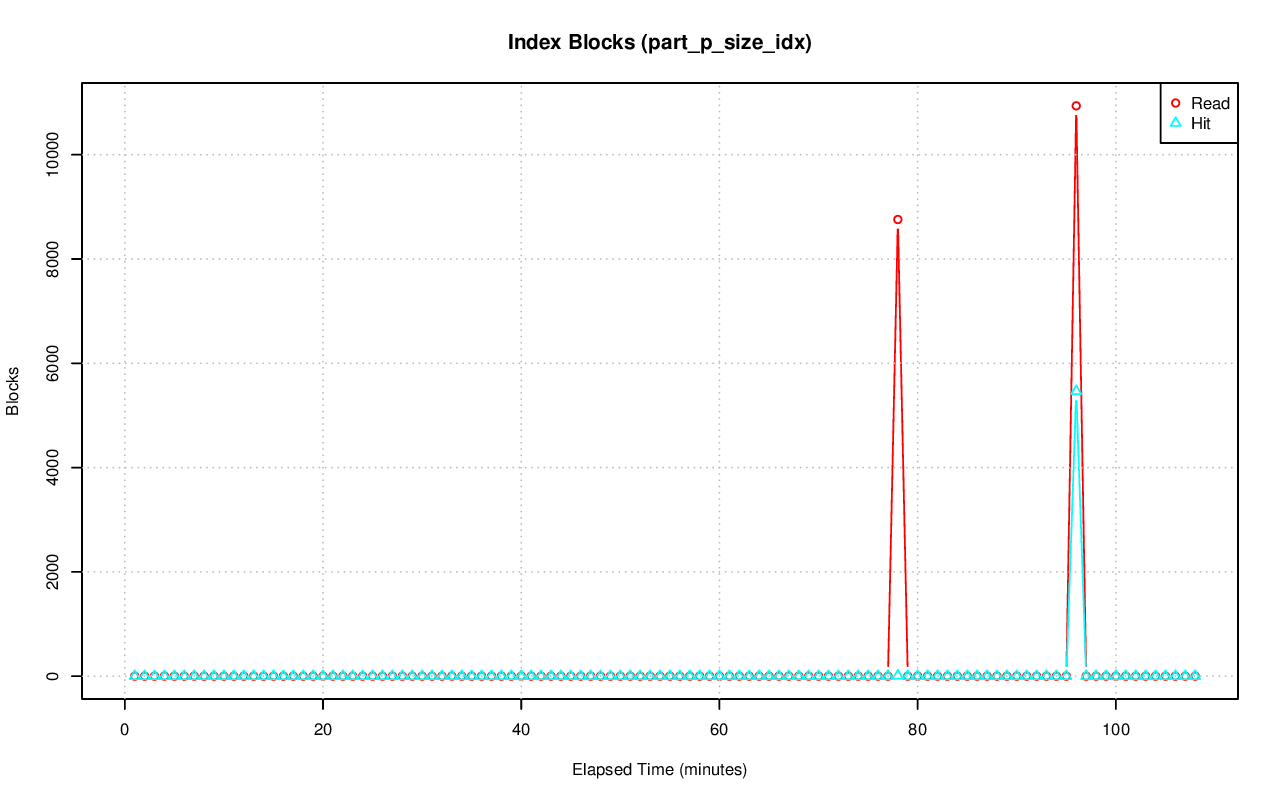 Index Blocks (part_p_size_idx)
Read
Hit
10000
8000
6000
4000
2000
0
Blocks
0 20 40 60 80 100
Elapsed Time (minutes)